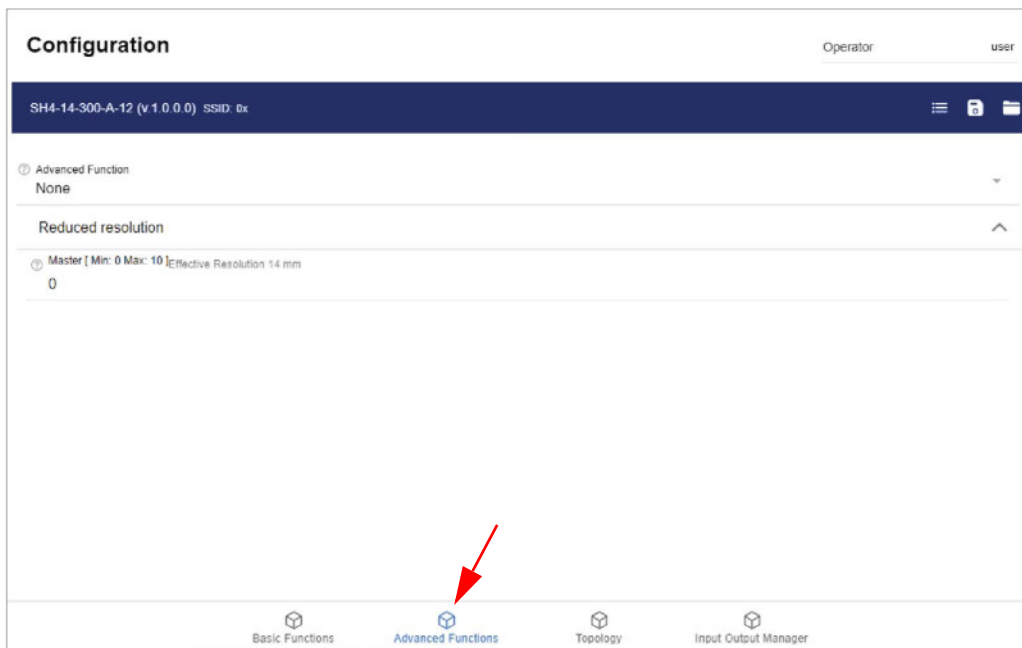 Configuration
Operator user
SH4-14-300-A-12 (v.1.0.0.0) SSID: 0x
Advanced Function
None
Reduced resolution
Master [ Min: 0 Max: 10 ]Effective Resolution 14 mm
0
Basic Functions Advanced Functions Topology Input Output Manager